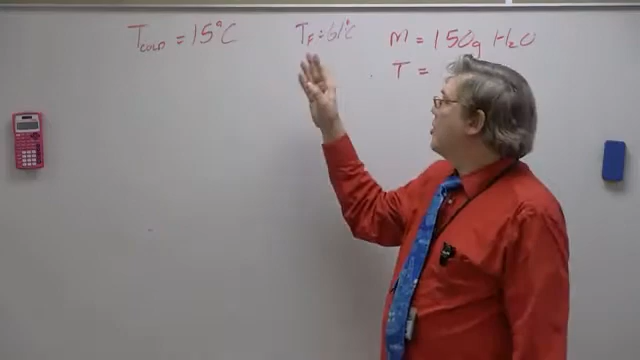 T_COLD = 15°C
T_F = 61°C
M = 150g H₂O
T =